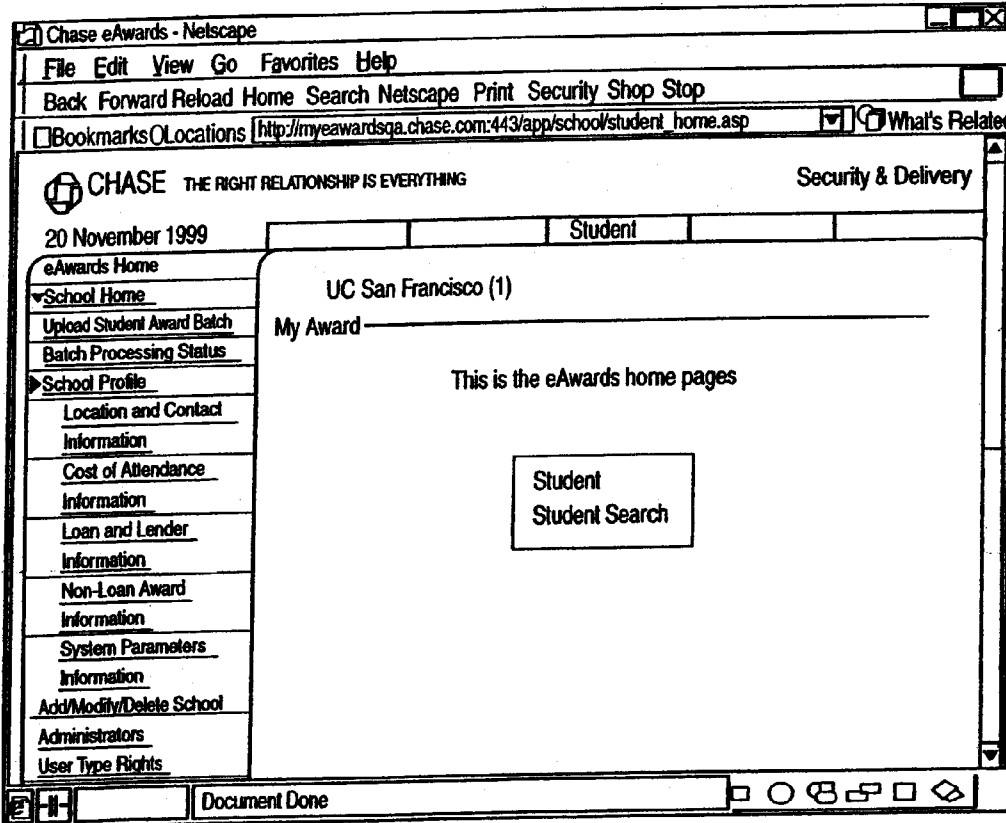 Chase eAwards - Netscape
File Edit View Go Favorites Help
Back Forward Reload Home Search Netscape Print Security Shop Stop
Bookmarks Locations http://myeawardsqa.chase.com:443/app/school/student_home.asp What's Related
CHASE THE RIGHT RELATIONSHIP IS EVERYTHING Security & Delivery
20 November 1999 Student
eAwards Home
School Home
Upload Student Award Batch
Batch Processing Status
School Profile
Location and Contact
Information
Cost of Attendance
Information
Loan and Lender
Information
Non-Loan Award
Information
System Parameters
Information
Add/Modify/Delete School
Administrators
User Type Rights
UC San Francisco (1)
My Award
This is the eAwards home pages
Student
Student Search
Document Done